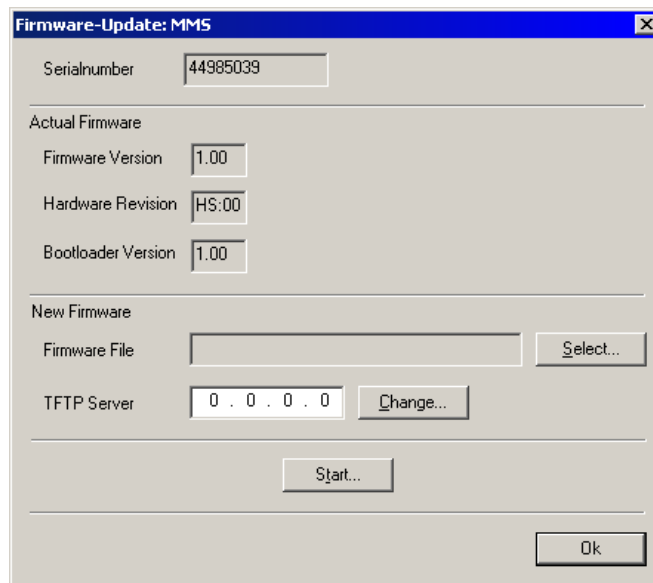 Firmware-Update: MMS
Serialnumber 44985039
Actual Firmware
Firmware Version 1.00
Hardware Revision HS:00
Bootloader Version 1.00
New Firmware
Firmware File Select...
TFTP Server 0 . 0 . 0 . 0 Change...
Start...
Ok